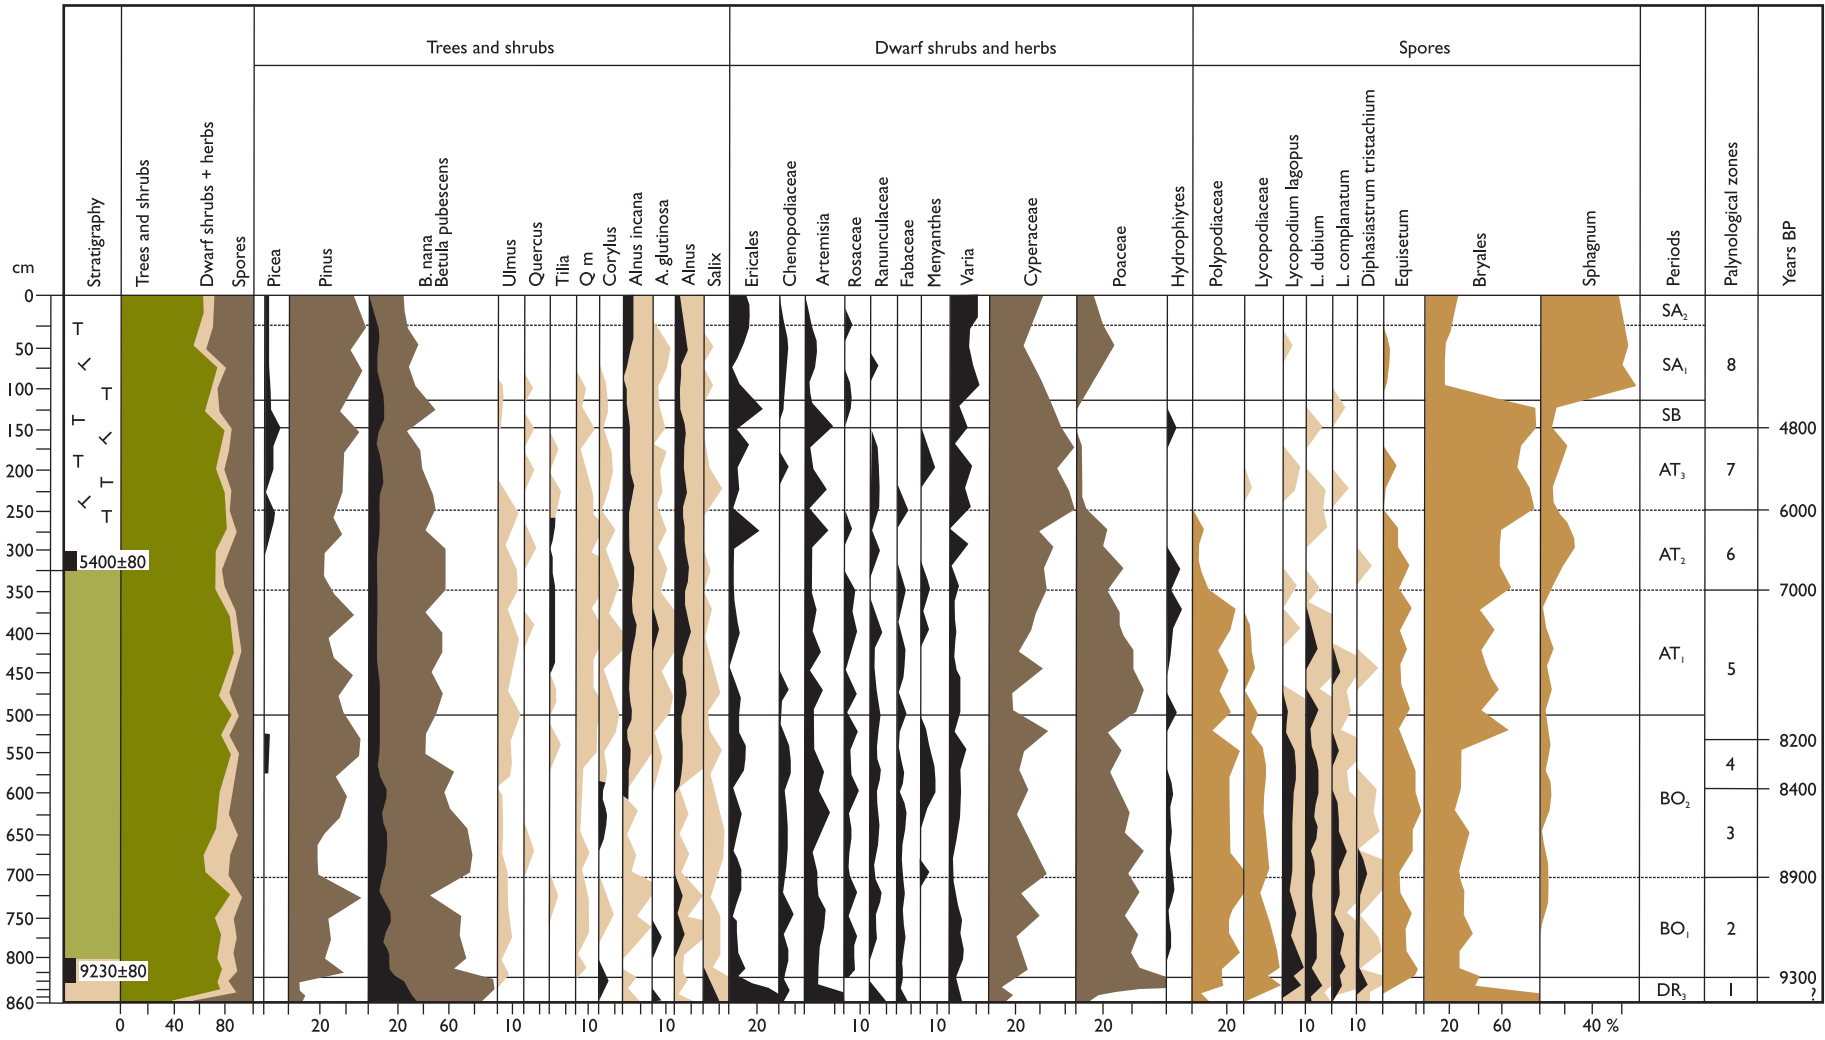 Trees and shrubs
Dwarf shrubs and herbs
Spores
cm
Stratigraphy
Trees and shrubs
Dwarf shrubs + herbs
Spores
Picea
Pinus
B. nana
Betula pubescens
Ulmus
Quercus
Tilia
Q m
Corylus
Alnus incana
A. glutinosa
Alnus
Salix
Ericales
Chenopodiaceae
Artemisia
Rosaceae
Ranunculaceae
Fabaceae
Menyanthes
Varia
Cyperaceae
Poaceae
Hydrophiytes
Polypodiaceae
Lycopodiaceae
Lycopodium lagopus
L. dubium
L. complanatum
Diphasiastrum tristachium
Equisetum
Bryales
Sphagnum
Periods
Palynological zones
Years BP
0
50
100
150
200
250
300
350
400
450
500
550
600
650
700
750
800
860
5400±80
9230±80
SA₂
SA₁
SB
AT₃
AT₂
AT₁
BO₂
BO₁
DR₃
8
7
6
5
4
3
2
1
4800
6000
7000
8200
8400
8900
9300
?
0 40 80 20 20 60 10 10 10 20 10 10 20 20 20 10 10 20 60 40 %